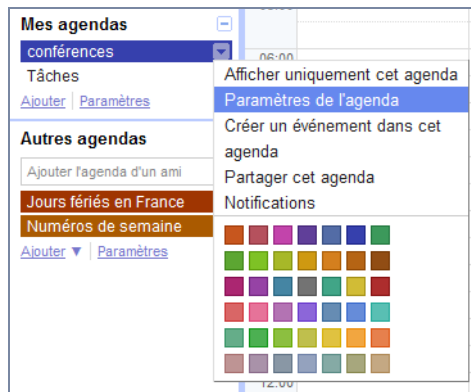 Mes agendas
conférences
Tâches
Ajouter Paramètres
Autres agendas
Ajouter l'agenda d'un ami
Jours fériés en France
Numéros de semaine
Ajouter ▼ Paramètres
06:00
Afficher uniquement cet agenda
Paramètres de l'agenda
Créer un événement dans cet
agenda
Partager cet agenda
Notifications
12:00